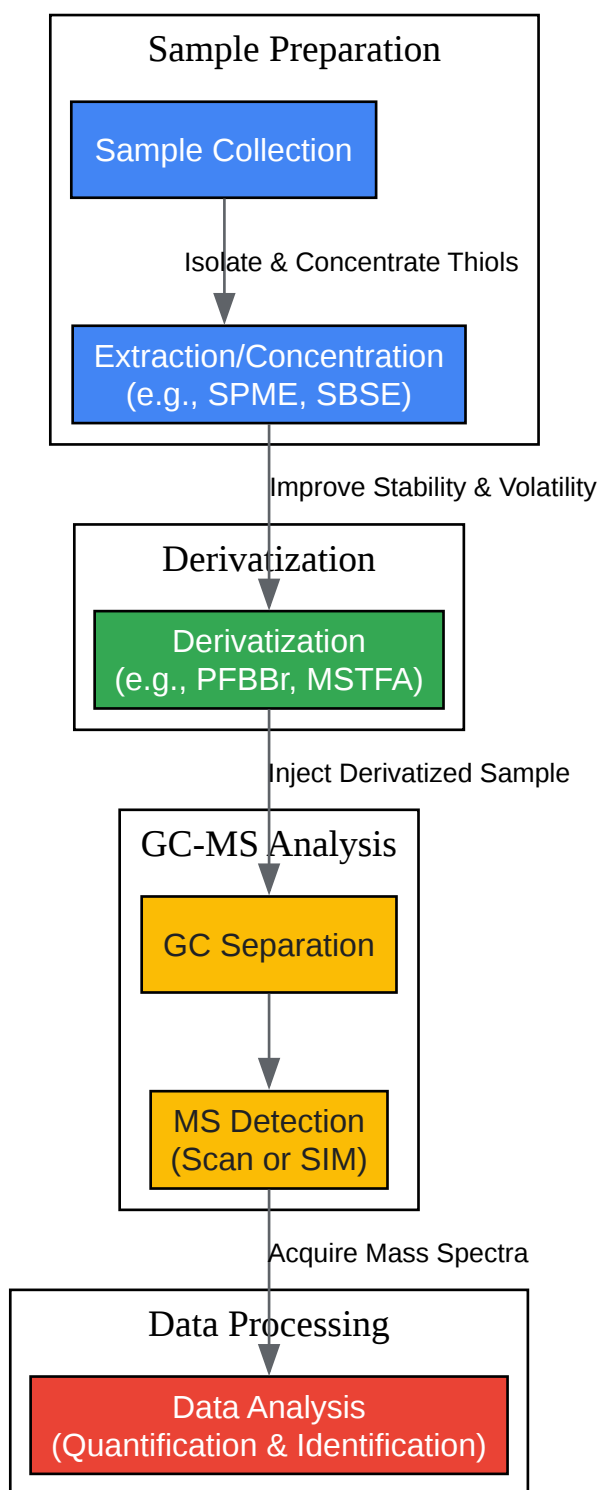 Sample Preparation
Sample Collection
Isolate & Concentrate Thiols
Extraction/Concentration
(e.g., SPME, SBSE)
Improve Stability & Volatility
Derivatization
Derivatization
(e.g., PFBBr, MSTFA)
Inject Derivatized Sample
GC-MS Analysis
GC Separation
MS Detection
(Scan or SIM)
Acquire Mass Spectra
Data Processing
Data Analysis
(Quantification & Identification)